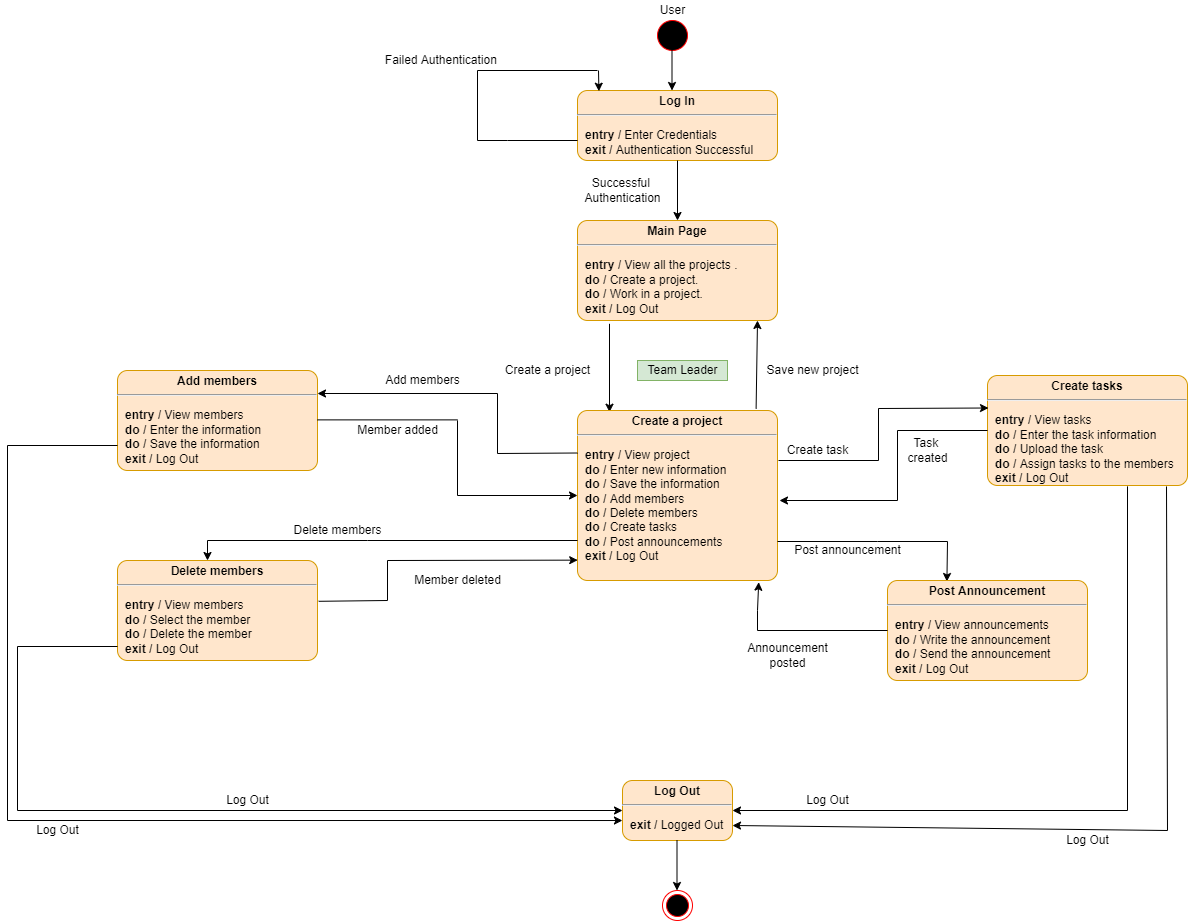 User
Failed Authentication
Log In
entry / Enter Credentials
exit / Authentication Successful
Successful
Authentication
Main Page
entry / View all the projects .
do / Create a project.
do / Work in a project.
exit / Log Out
Create a project
Team Leader
Save new project
Add members
entry / View members
do / Enter the information
do / Save the information
exit / Log Out
Add members
Member added
Create a project
entry / View project
do / Enter new information
do / Save the information
do / Add members
do / Delete members
do / Create tasks
do / Post announcements
exit / Log Out
Create task
Task
created
Create tasks
entry / View tasks
do / Enter the task information
do / Upload the task
do / Assign tasks to the members
exit / Log Out
Delete members
Delete members
entry / View members
do / Select the member
do / Delete the member
exit / Log Out
Member deleted
Post announcement
Post Announcement
entry / View announcements
do / Write the announcement
do / Send the announcement
exit / Log Out
Announcement
posted
Log Out
Log Out
Log Out
exit / Logged Out
Log Out
Log Out